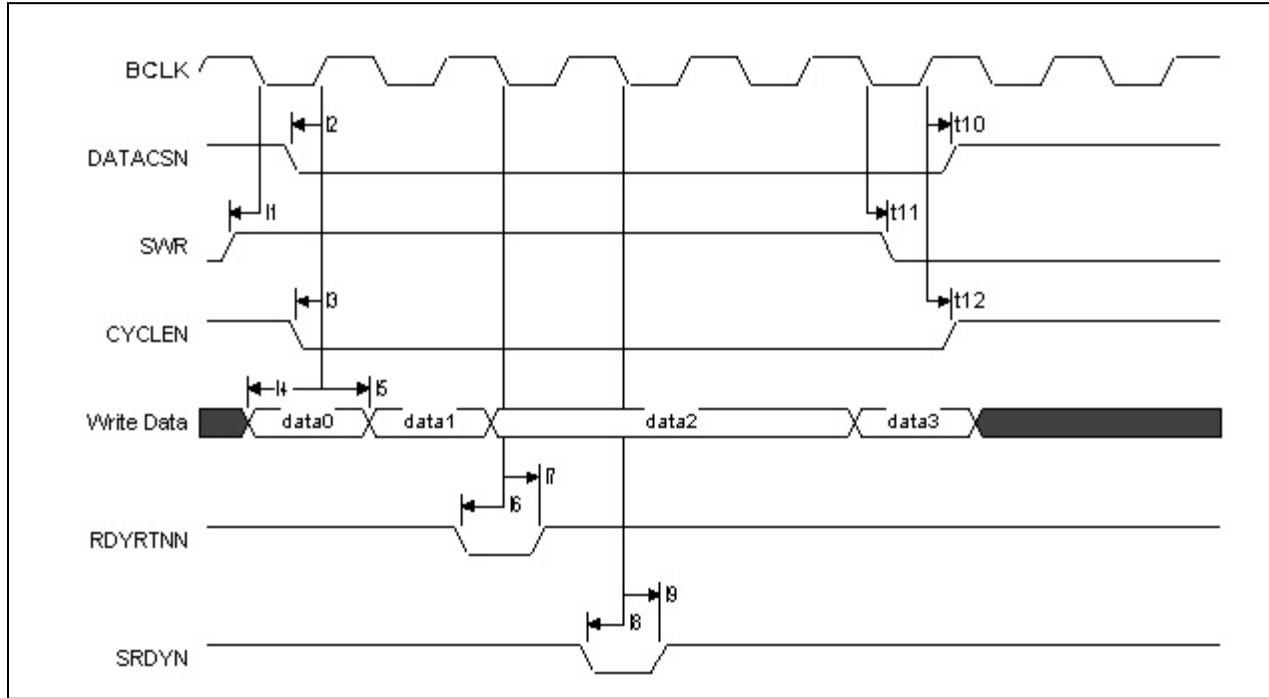 BCLK
t2
t10
DATACSN
t1
t11
SWR
t3
t12
CYCLEN
t4
t5
Write Data
data0
data1
data2
data3
t7
t6
RDYRTNN
t9
t8
SRDYN